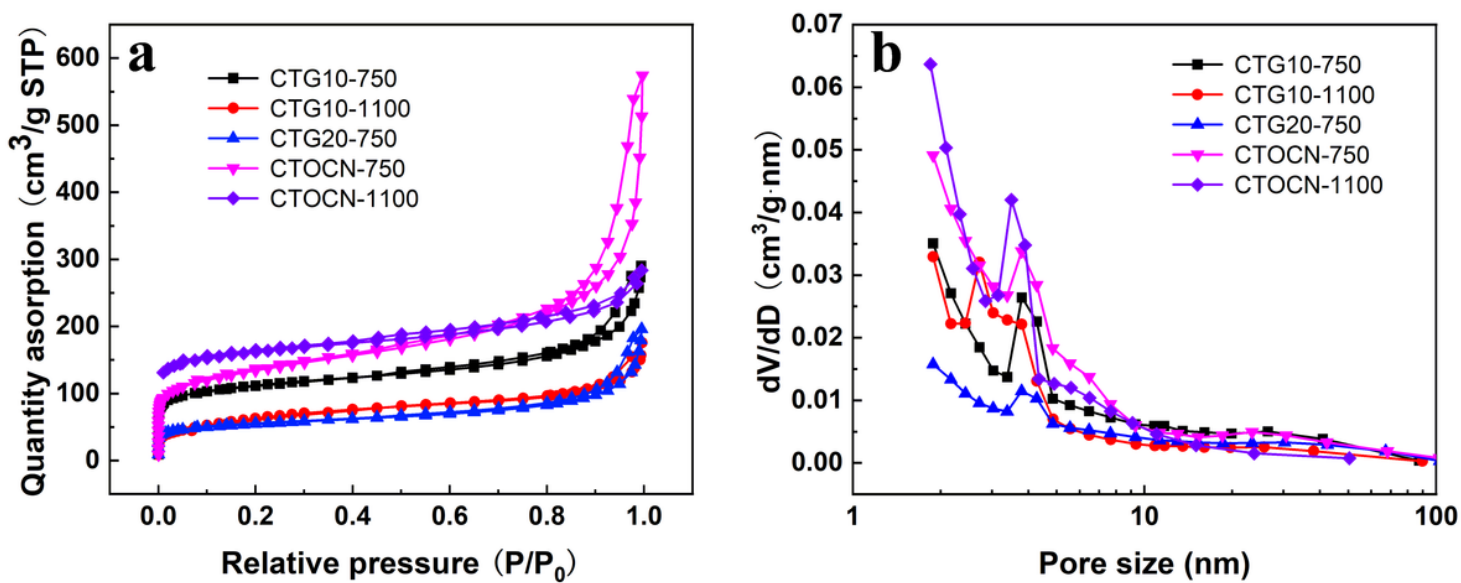 a
Quantity asorption (cm³/g STP)
600
500
400
300
200
100
0
0.0 0.2 0.4 0.6 0.8 1.0
Relative pressure (P/P₀)
CTG10-750
CTG10-1100
CTG20-750
CTOCN-750
CTOCN-1100
b
dV/dD (cm³/g·nm)
0.07
0.06
0.05
0.04
0.03
0.02
0.01
0.00
1 10 100
Pore size (nm)
CTG10-750
CTG10-1100
CTG20-750
CTOCN-750
CTOCN-1100